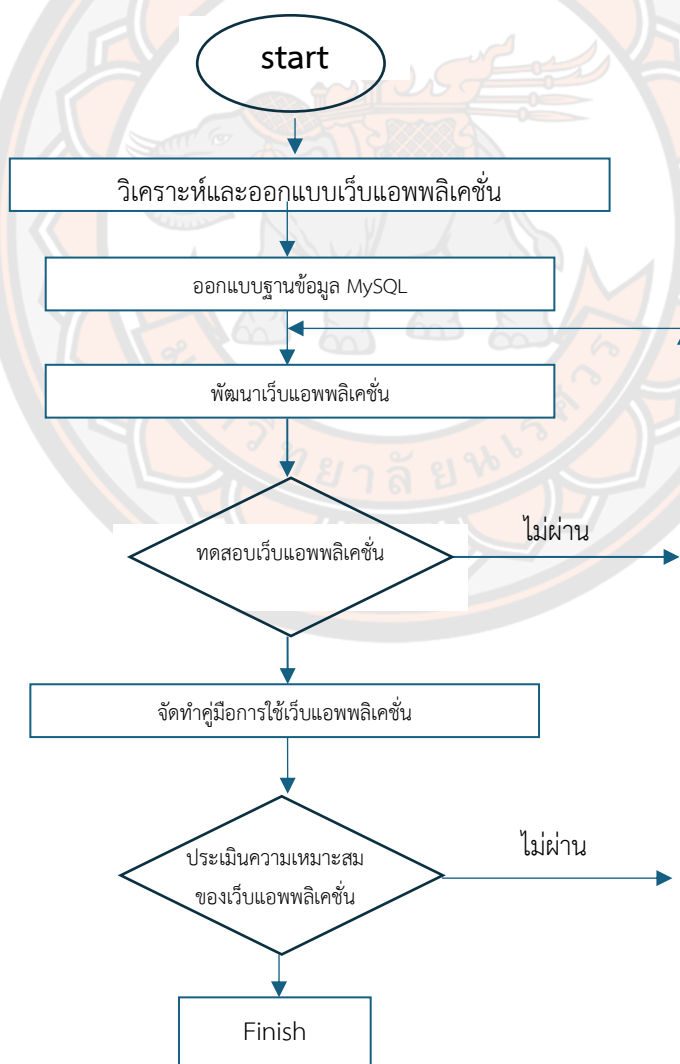 start
วิเคราะห์และออกแบบเว็บแอพพลิเคชั่น
ออกแบบฐานข้อมูล MySQL
พัฒนาเว็บแอพพลิเคชั่น
ทดสอบเว็บแอพพลิเคชั่น
ไม่ผ่าน
จัดทำคู่มือการใช้เว็บแอพพลิเคชั่น
ประเมินความเหมาะสม
ของเว็บแอพพลิเคชั่น
ไม่ผ่าน
Finish